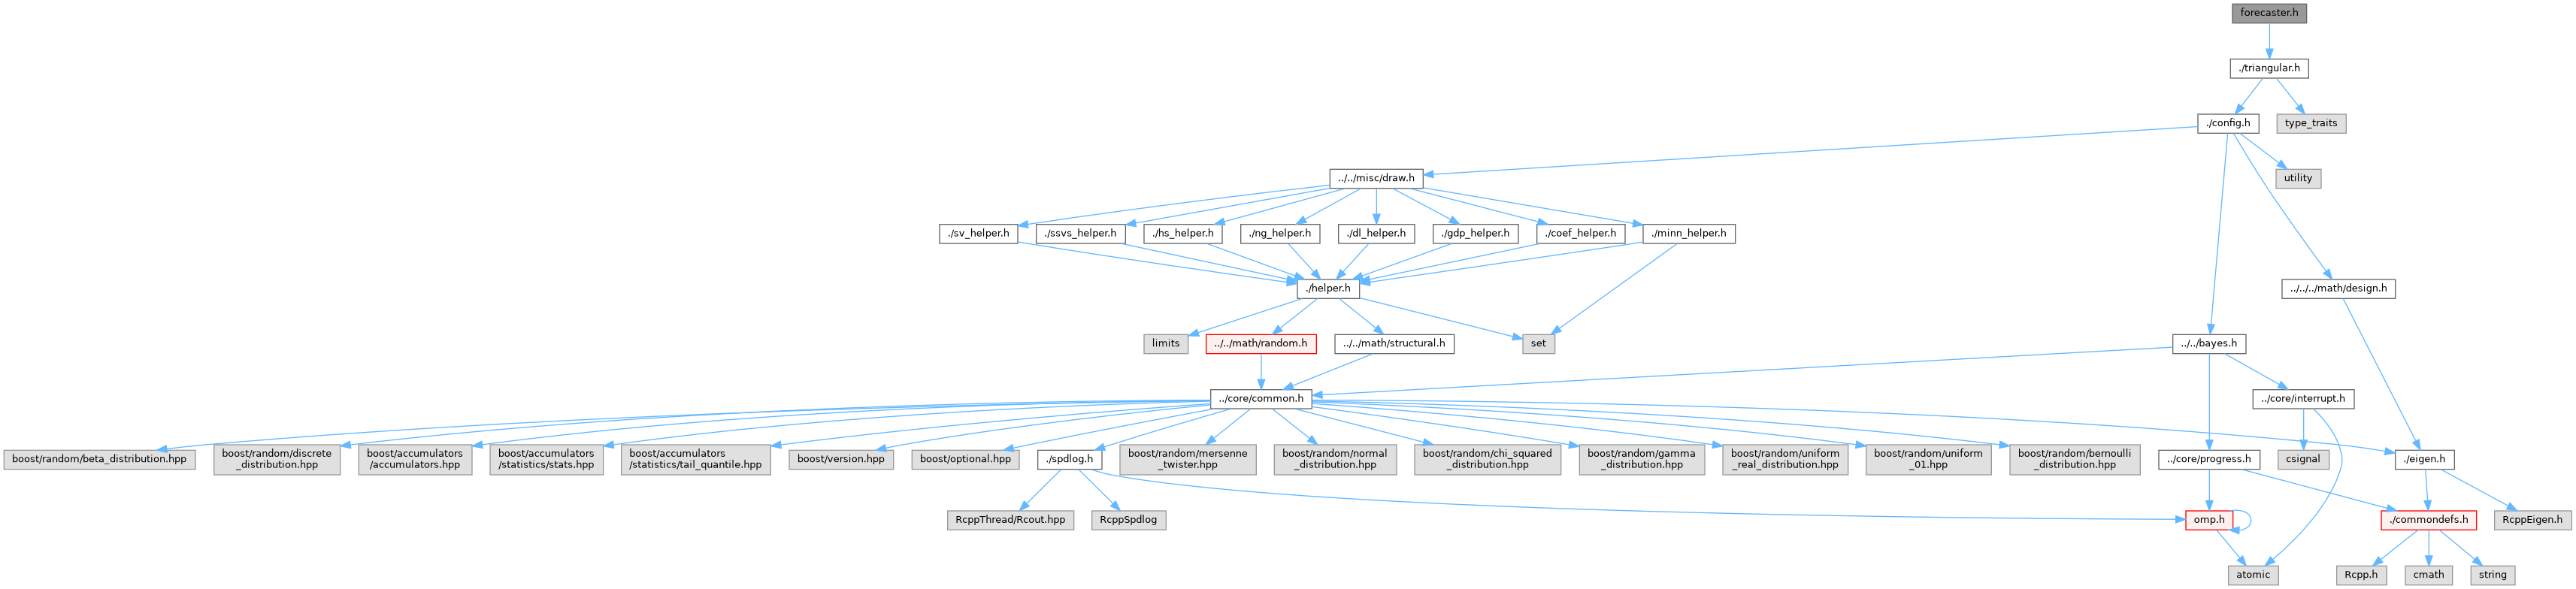 forecaster.h
./triangular.h
./config.h
type_traits
../../misc/draw.h
utility
./sv_helper.h
./ssvs_helper.h
./hs_helper.h
./ng_helper.h
./dl_helper.h
./gdp_helper.h
./coef_helper.h
./minn_helper.h
./helper.h
../../../math/design.h
limits
../../math/random.h
../../math/structural.h
set
../../bayes.h
../core/common.h
../core/interrupt.h
boost/random/beta_distribution.hpp
boost/random/discrete
_distribution.hpp
boost/accumulators
/accumulators.hpp
boost/accumulators
/statistics/stats.hpp
boost/accumulators
/statistics/tail_quantile.hpp
boost/version.hpp
boost/optional.hpp
./spdlog.h
boost/random/mersenne
_twister.hpp
boost/random/normal
_distribution.hpp
boost/random/chi_squared
_distribution.hpp
boost/random/gamma
_distribution.hpp
boost/random/uniform
_real_distribution.hpp
boost/random/uniform
_01.hpp
boost/random/bernoulli
_distribution.hpp
../core/progress.h
csignal
./eigen.h
RcppThread/Rcout.hpp
RcppSpdlog
omp.h
./commondefs.h
RcppEigen.h
atomic
Rcpp.h
cmath
string